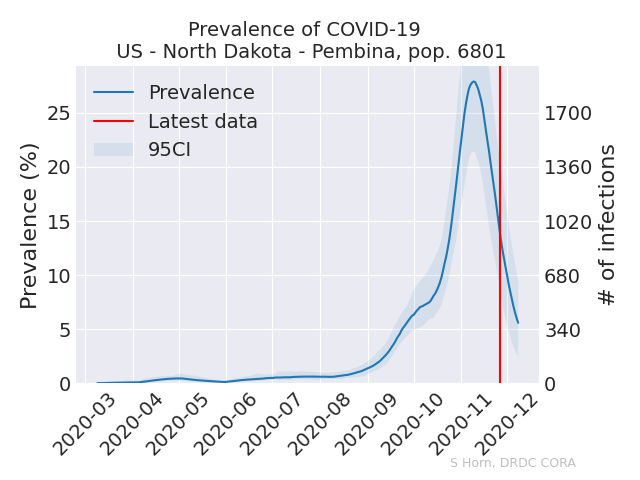 Prevalence of COVID-19
US - North Dakota - Pembina, pop. 6801
Prevalence
Latest data
95CI
Prevalence (%)
25
20
15
10
5
0
1700
1360
1020
680
340
0
# of infections
2020-03
2020-04
2020-05
2020-06
2020-07
2020-08
2020-09
2020-10
2020-11
2020-12
S Horn, DRDC CORA